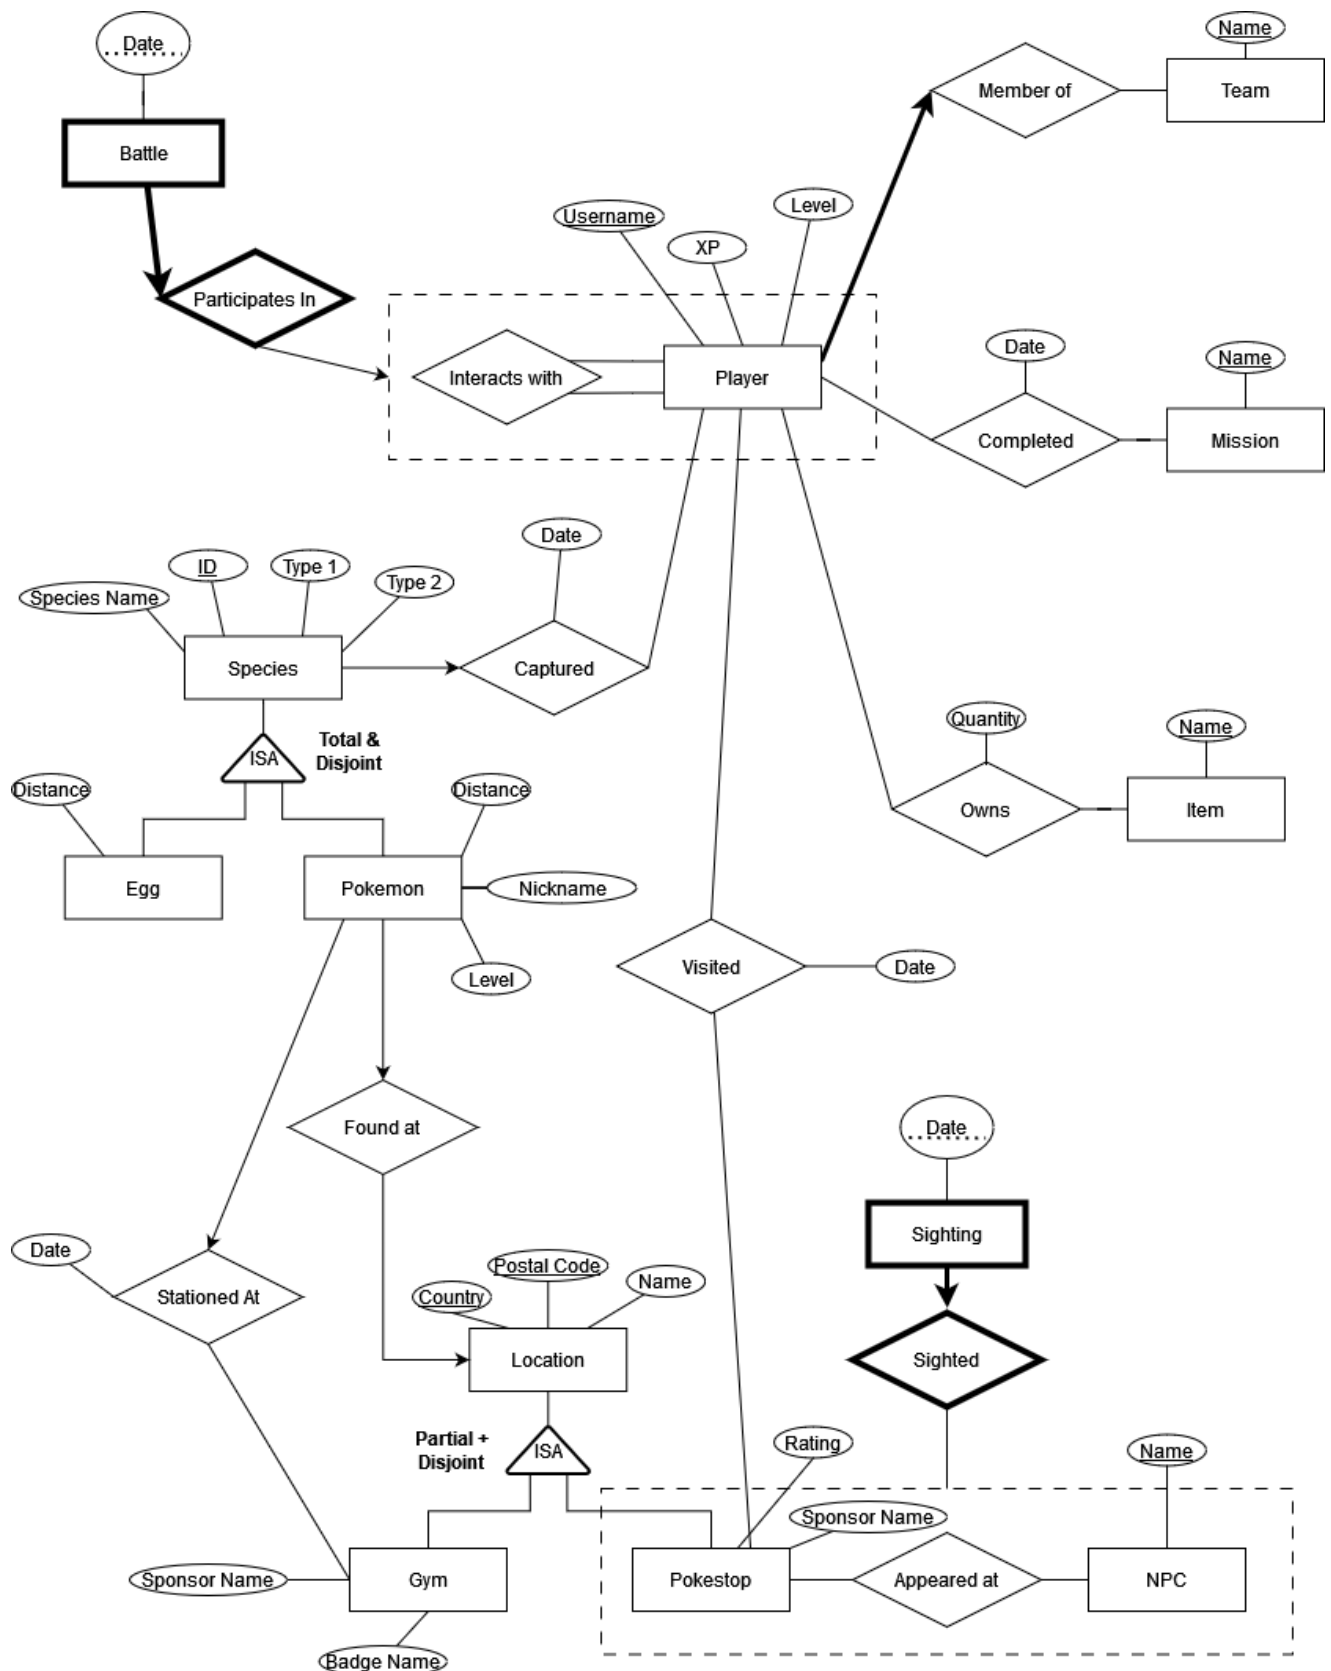 Date
Name
Member of
Team
Battle
Username
Level
XP
Participates In
Date
Name
Interacts with
Player
Completed
Mission
Date
ID
Type 1
Type 2
Species Name
Species
Captured
Quantity
Name
Total &
Disjoint
ISA
Distance
Distance
Owns
Item
Egg
Pokemon
Nickname
Visited
Date
Level
Found at
Date
Sighting
Date
Postal Code
Name
Country
Stationed At
Location
Sighted
Partial +
Disjoint
ISA
Rating
Name
Sponsor Name
Sponsor Name
Gym
Pokestop
Appeared at
NPC
Badge Name